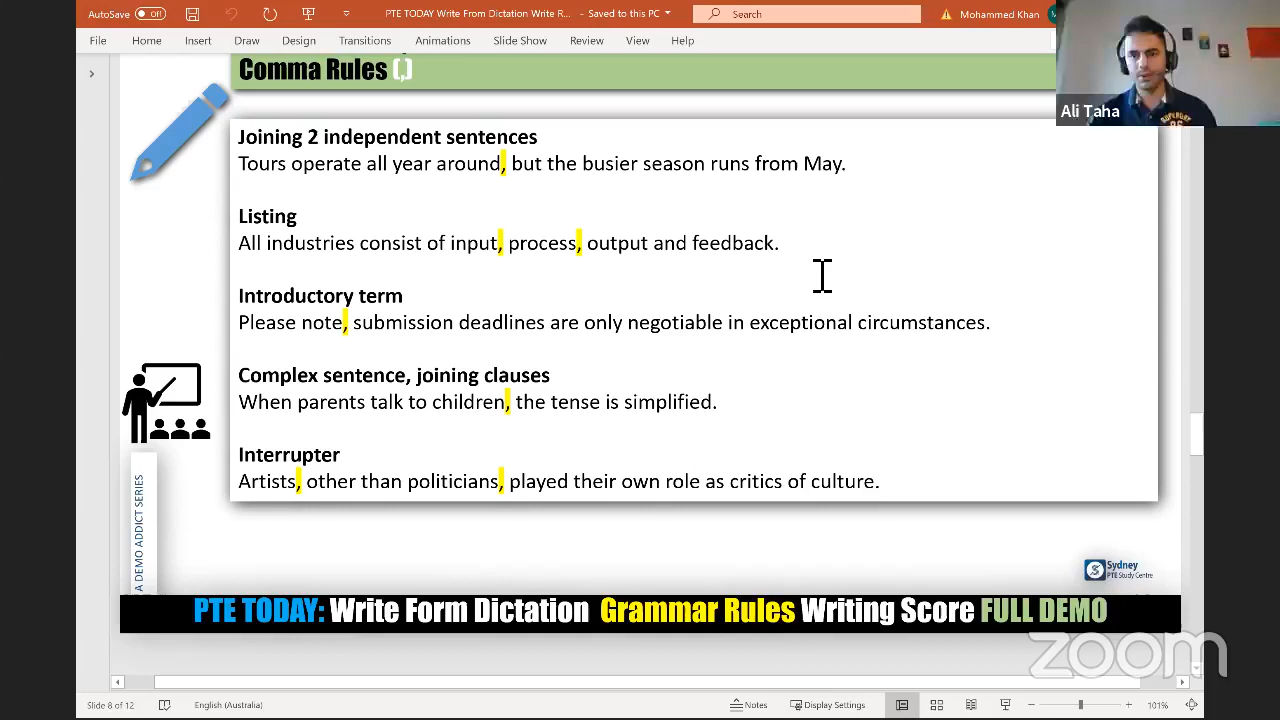 AutoSave Off PTE TODAY Write From Dictation Write R... - Saved to this PC Search Mohammed Khan
File Home Insert Draw Design Transitions Animations Slide Show Review View Help
Ali Taha
Comma Rules (,)
Joining 2 independent sentences
Tours operate all year around, but the busier season runs from May.
Listing
All industries consist of input, process, output and feedback.
Introductory term
Please note, submission deadlines are only negotiable in exceptional circumstances.
Complex sentence, joining clauses
When parents talk to children, the tense is simplified.
Interrupter
Artists, other than politicians, played their own role as critics of culture.
A DEMO ADDICT SERIES
S Sydney
PTE Study Centre
PTE TODAY: Write Form Dictation Grammar Rules Writing Score FULL DEMO
zoom
Slide 8 of 12 English (Australia) Notes Display Settings 101%